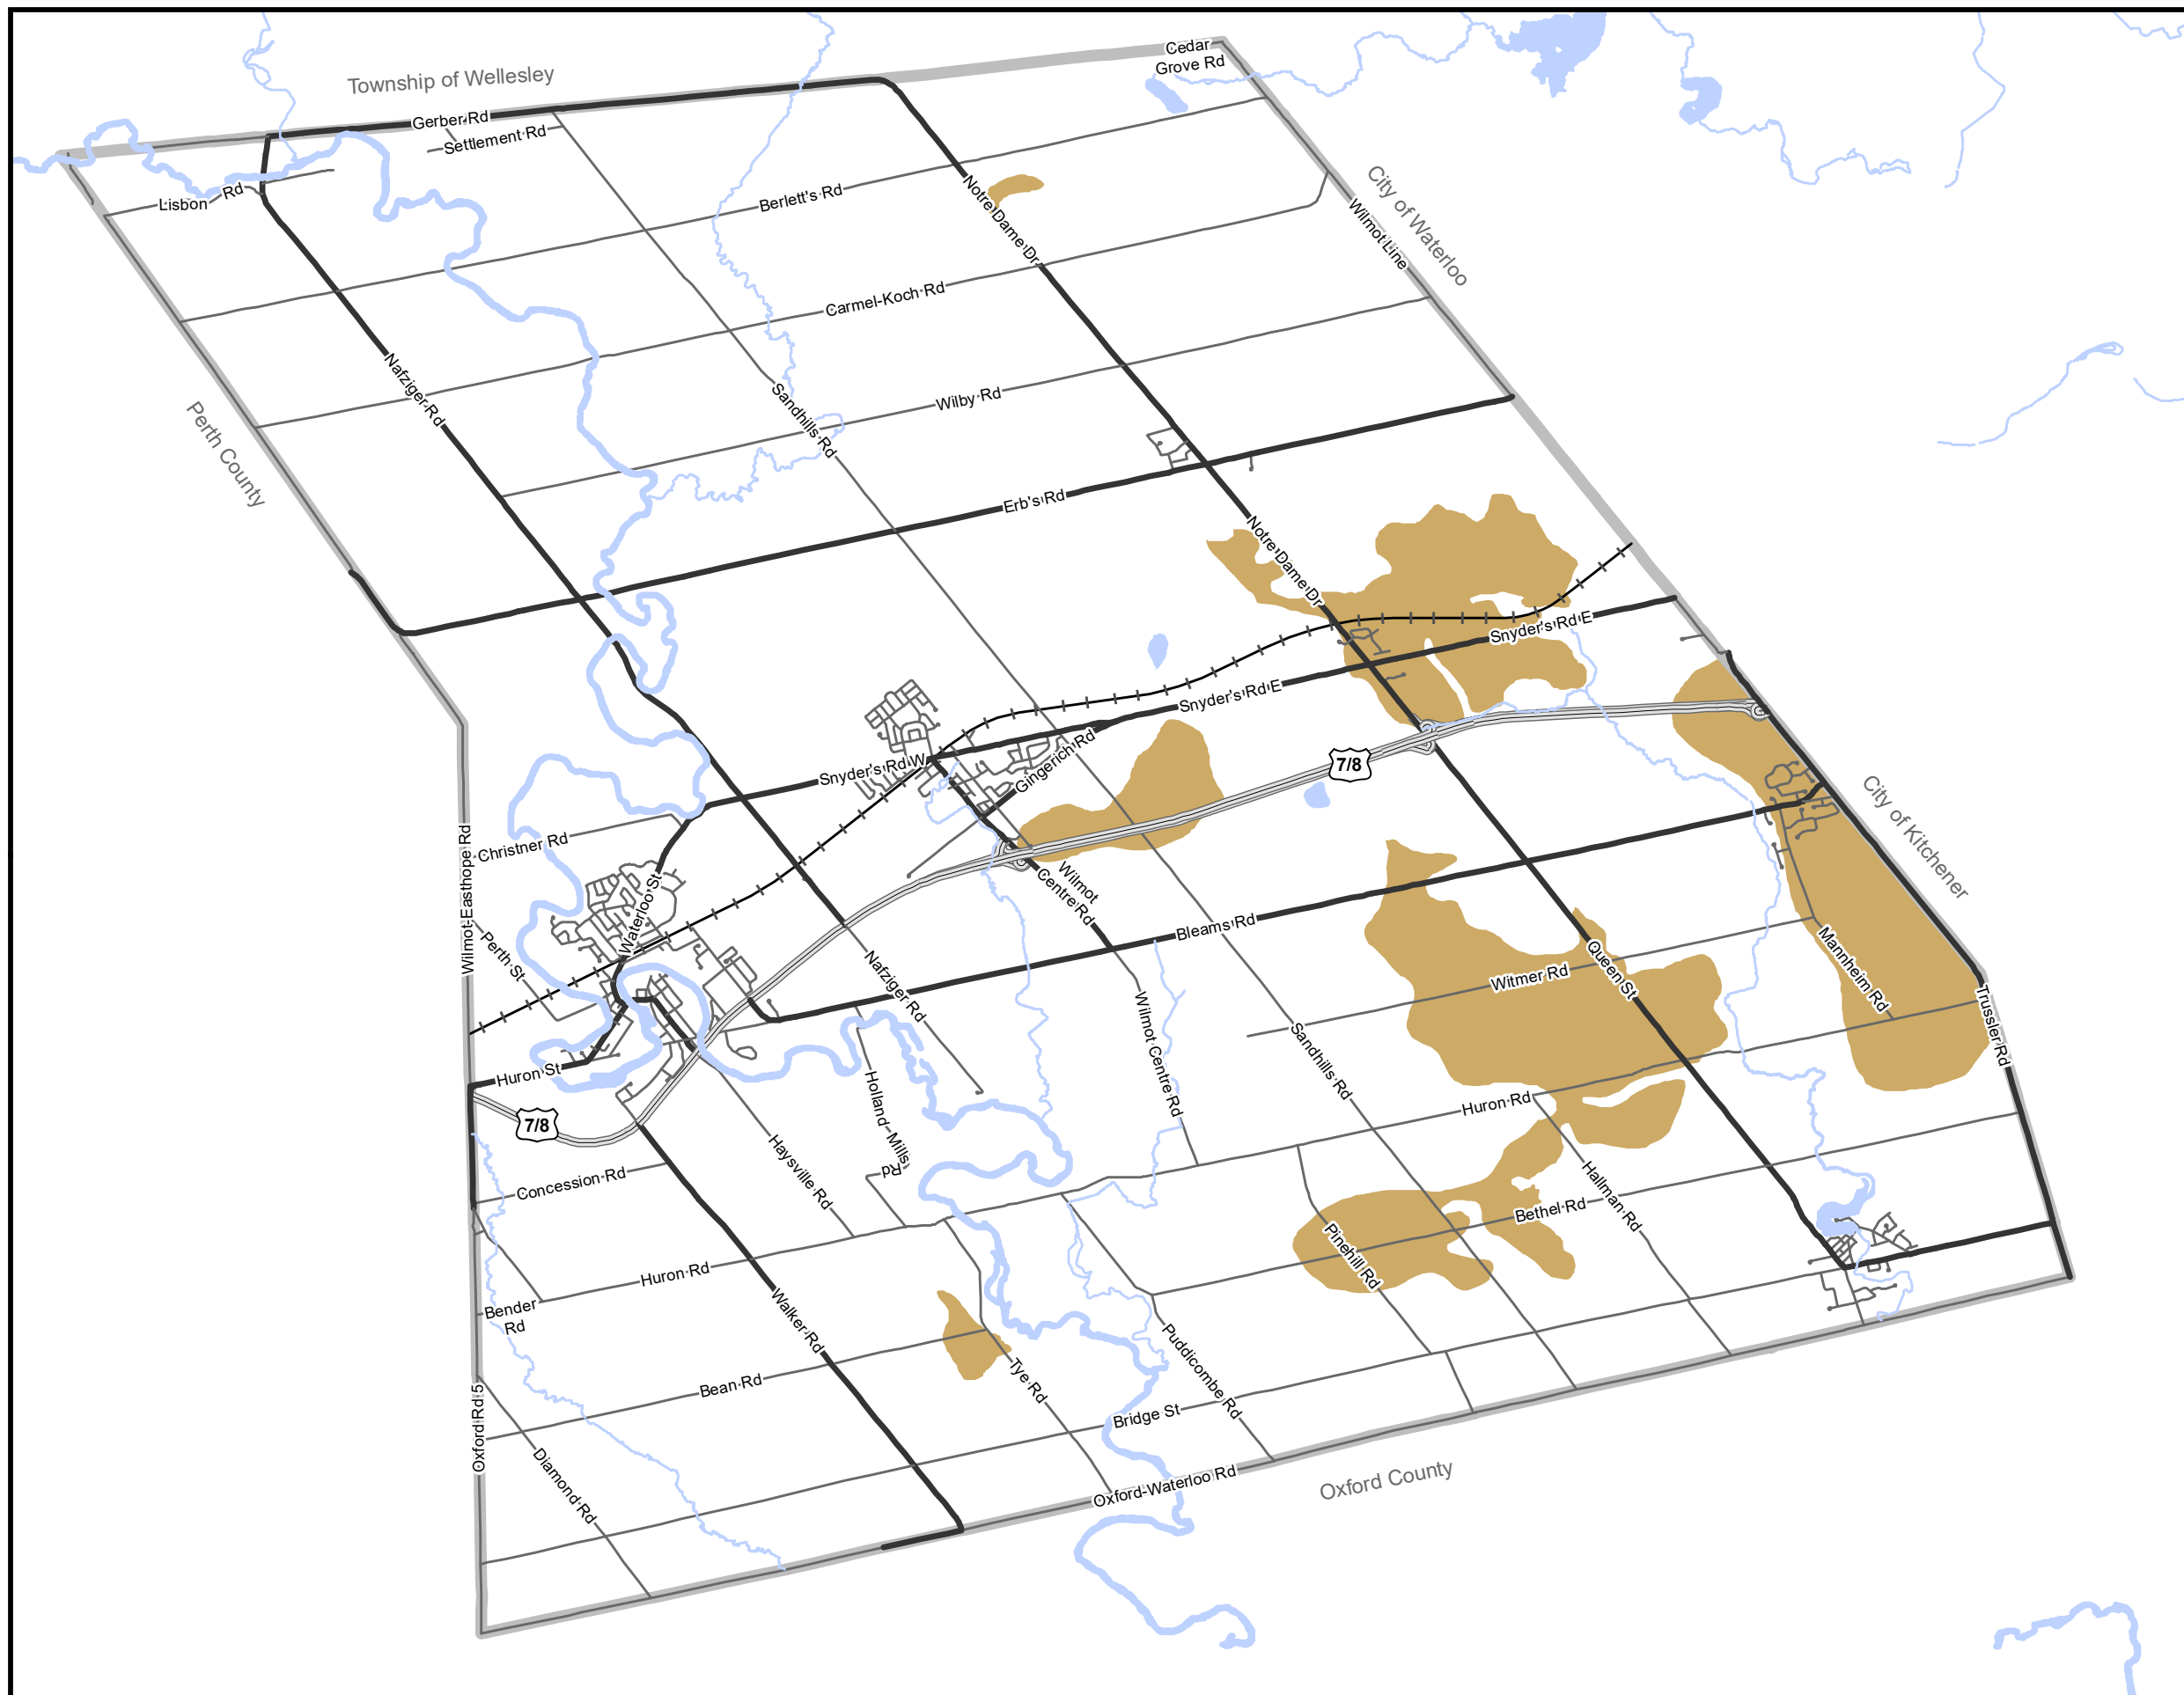 Cedar
Grove Rd
Township of Wellesley
Gerber Rd
Settlement Rd
Lisbon Rd
Berlett's Rd
Notre Dame Dr
City of Waterloo
Wilmot Line
Carmel-Koch Rd
Nafziger Rd
Perth County
Sandhills Rd
Wilby Rd
Erb's Rd
Notre Dame Dr
Snyder's Rd E
Snyder's Rd E
Gingerich Rd
Snyder's Rd W
7/8
City of Kitchener
Christner Rd
Wilmot Easthope Rd
Waterloo St
Perth St
Wilmot
Centre Rd
Bleams Rd
Nafziger Rd
Queen St
Witmer Rd
Mannheim Rd
Trussler Rd
Wilmot Centre Rd
Sandhills Rd
Huron St
7/8
Holland Mills
Rd
Haysville Rd
Huron Rd
Concession Rd
Hallman Rd
Bethel Rd
Pinehill Rd
Huron Rd
Bender
Rd
Walker Rd
Bean Rd
Tye Rd
Puddicombe Rd
Oxford Rd 5
Bridge St
Diamond Rd
Oxford-Waterloo Rd
Oxford County